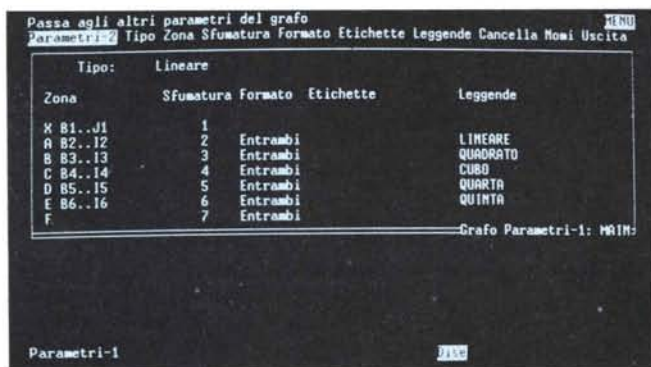 Passa agli altri parametri del grafo MENU
Parametri-2 Tipo Zona Sfumatura Formato Etichette Leggende Cancella Nomi Uscita
Tipo: Lineare
Zona Sfumatura Formato Etichette Leggende
X B1..J1 1
A B2..I2 2 Entrambi LINEARE
B B3..I3 3 Entrambi QUADRATO
C B4..I4 4 Entrambi CUBO
D B5..I5 5 Entrambi QUARTA
E B6..I6 6 Entrambi QUINTA
F 7 Entrambi
Grafo Parametri-1: MAIN
Parametri-1